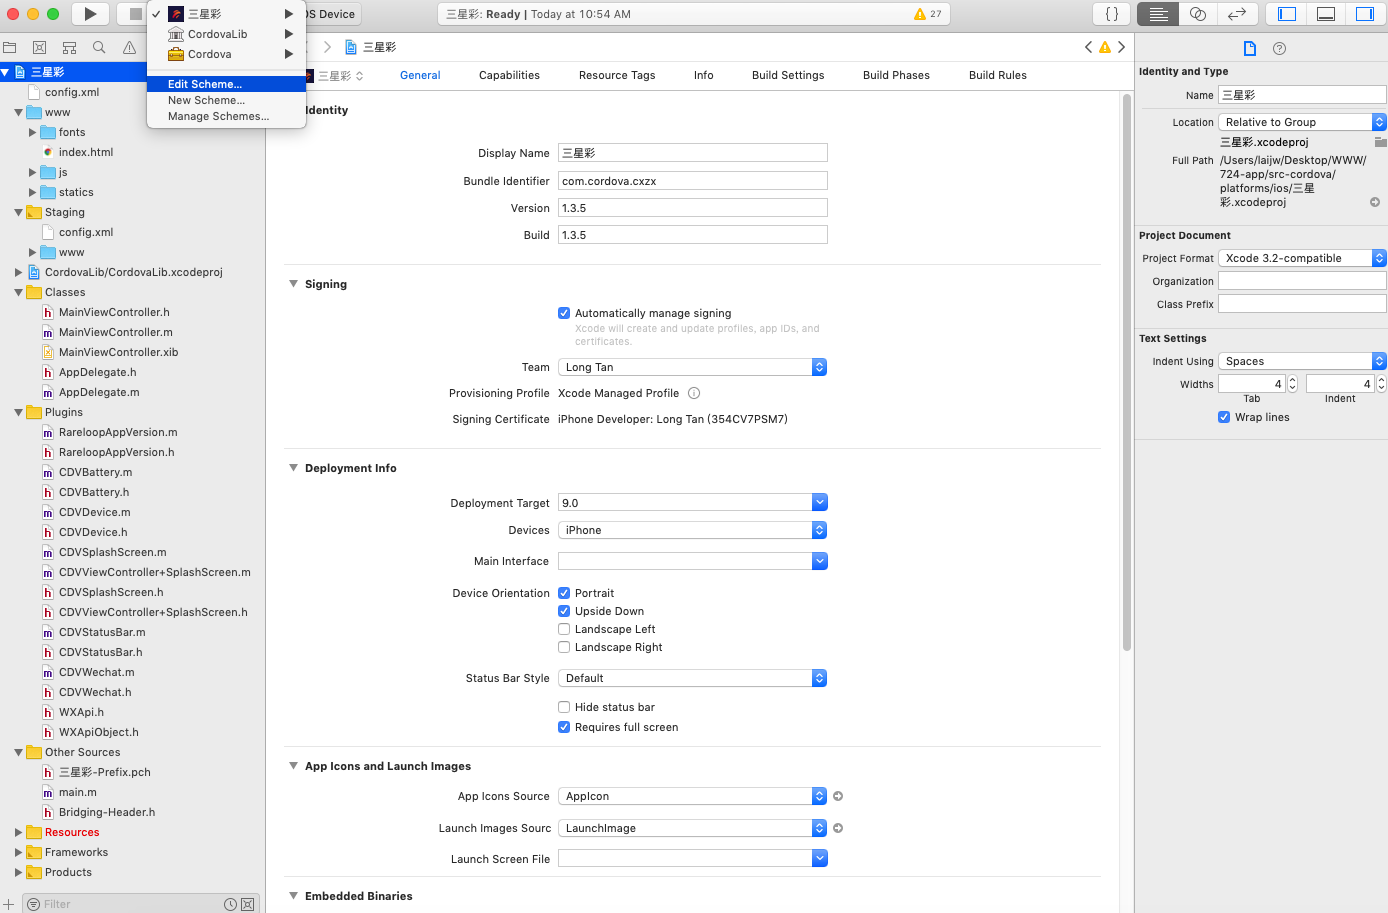 三星彩
CordovaLib
Cordova
Edit Scheme...
New Scheme...
Manage Schemes...
OS Device
三星彩: Ready | Today at 10:54 AM
27
三星彩
三星彩
config.xml
www
fonts
index.html
js
statics
Staging
config.xml
www
CordovaLib/CordovaLib.xcodeproj
Classes
MainViewController.h
MainViewController.m
MainViewController.xib
AppDelegate.h
AppDelegate.m
Plugins
RareloopAppVersion.m
RareloopAppVersion.h
CDVBattery.m
CDVBattery.h
CDVDevice.m
CDVDevice.h
CDVSplashScreen.m
CDVViewController+SplashScreen.m
CDVSplashScreen.h
CDVViewController+SplashScreen.h
CDVStatusBar.m
CDVStatusBar.h
CDVWechat.m
CDVWechat.h
WXApi.h
WXApiObject.h
Other Sources
三星彩-Prefix.pch
main.m
Bridging-Header.h
Resources
Frameworks
Products
Filter
三星彩
General
Capabilities
Resource Tags
Info
Build Settings
Build Phases
Build Rules
Identity
Display Name 三星彩
Bundle Identifier com.cordova.cxzx
Version 1.3.5
Build 1.3.5
Signing
Automatically manage signing
Xcode will create and update profiles, app IDs, and
certificates.
Team Long Tan
Provisioning Profile Xcode Managed Profile
Signing Certificate iPhone Developer: Long Tan (354CV7PSM7)
Deployment Info
Deployment Target 9.0
Devices iPhone
Main Interface
Device Orientation Portrait
Upside Down
Landscape Left
Landscape Right
Status Bar Style Default
Hide status bar
Requires full screen
App Icons and Launch Images
App Icons Source AppIcon
Launch Images Sourc LaunchImage
Launch Screen File
Embedded Binaries
Identity and Type
Name 三星彩
Location Relative to Group
三星彩.xcodeproj
Full Path /Users/laijw/Desktop/WWW/
724-app/src-cordova/
platforms/ios/三星
彩.xcodeproj
Project Document
Project Format Xcode 3.2-compatible
Organization
Class Prefix
Text Settings
Indent Using Spaces
Widths 4 4
Tab Indent
Wrap lines